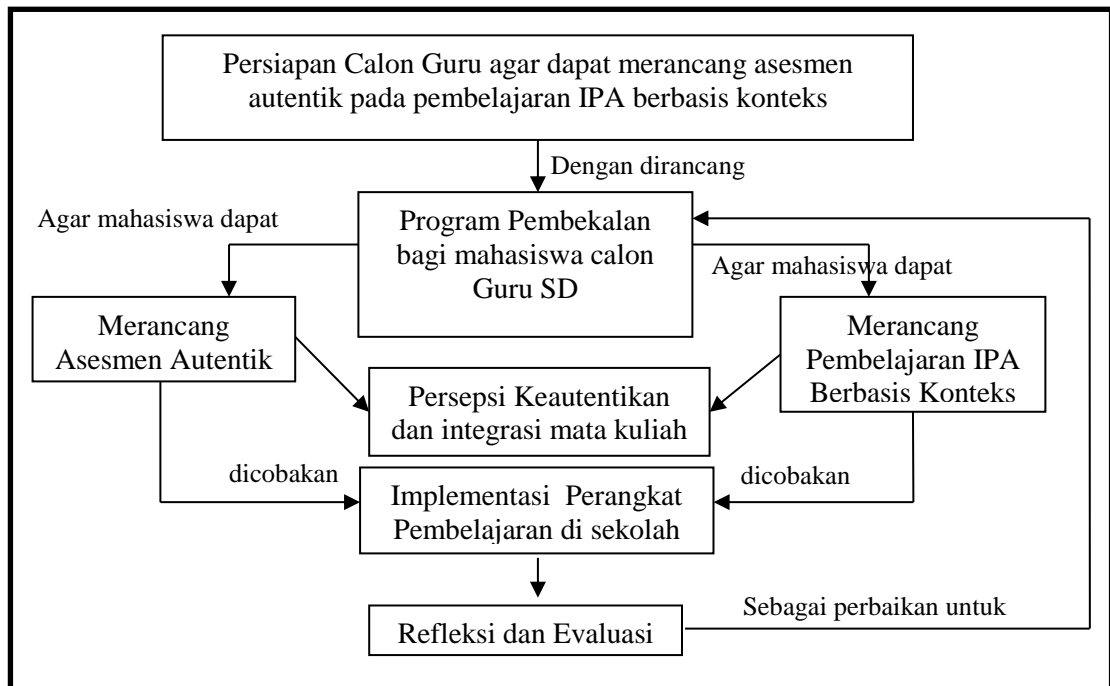 Persiapan Calon Guru agar dapat merancang asesmen
autentik pada pembelajaran IPA berbasis konteks
Dengan dirancang
Agar mahasiswa dapat
Program Pembekalan
bagi mahasiswa calon
Guru SD
Agar mahasiswa dapat
Merancang
Asesmen Autentik
Merancang
Pembelajaran IPA
Berbasis Konteks
Persepsi Keautentikan
dan integrasi mata kuliah
dicobakan
dicobakan
Implementasi Perangkat
Pembelajaran di sekolah
Sebagai perbaikan untuk
Refleksi dan Evaluasi